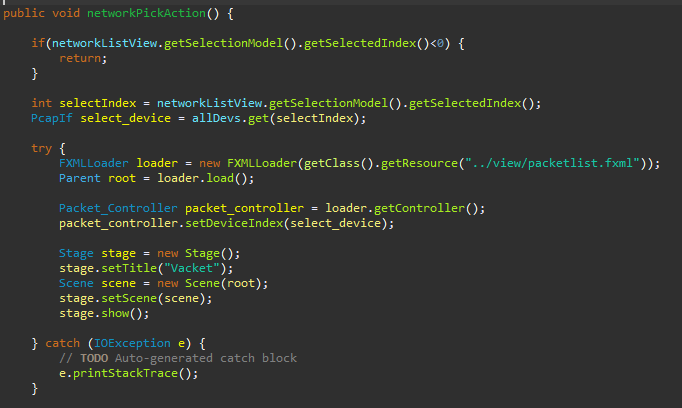 public void networkPickAction() {
if(networkListView.getSelectionModel().getSelectedIndex()<0) {
return;
}
int selectIndex = networkListView.getSelectionModel().getSelectedIndex();
PcapIf select_device = allDevs.get(selectIndex);
try {
FXMLLoader loader = new FXMLLoader(getClass().getResource("../view/packetlist.fxml"));
Parent root = loader.load();
Packet_Controller packet_controller = loader.getController();
packet_controller.setDeviceIndex(select_device);
Stage stage = new Stage();
stage.setTitle("Vacket");
Scene scene = new Scene(root);
stage.setScene(scene);
stage.show();
} catch (IOException e) {
// TODO Auto-generated catch block
e.printStackTrace();
}